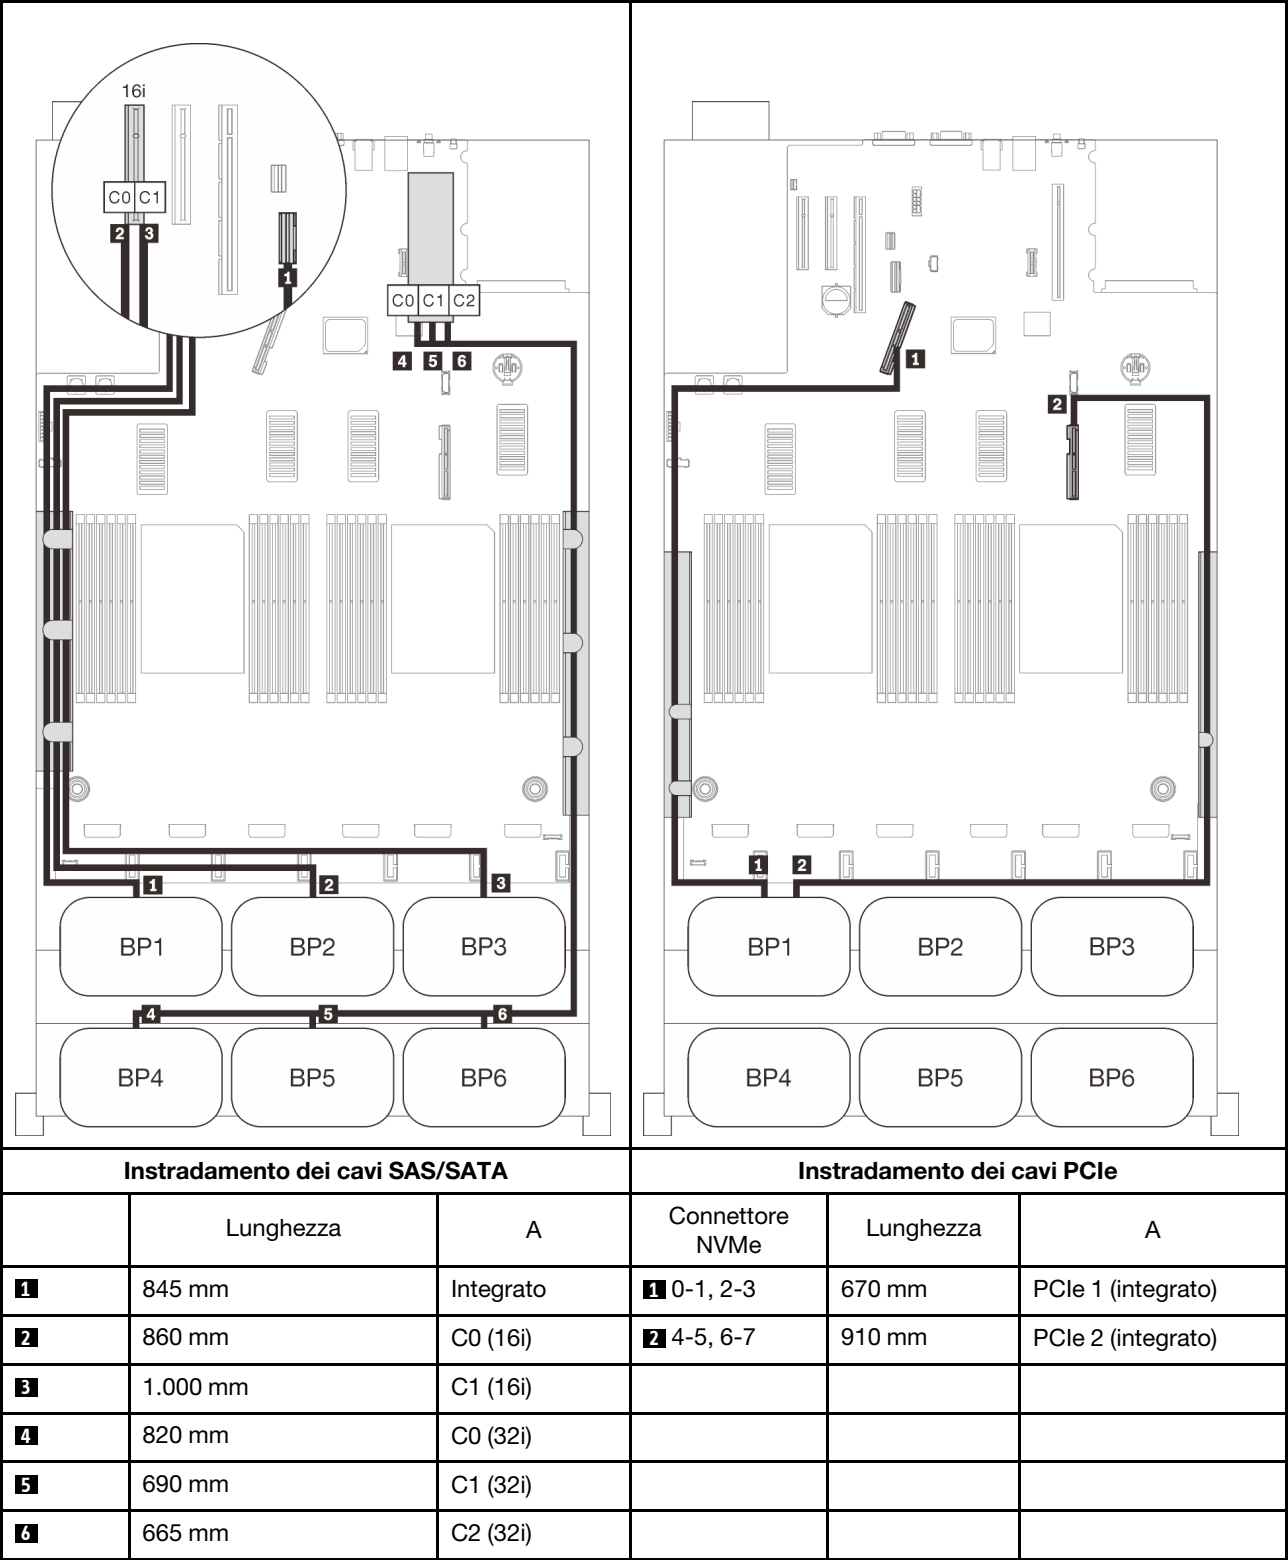 16i
C0 C1
2 3
1
C0 C1 C2
4 5 6
1 2 3
BP1 BP2 BP3
4 5 6
BP4 BP5 BP6
1
2
1 2
BP1 BP2 BP3
BP4 BP5 BP6
Instradamento dei cavi SAS/SATA
Instradamento dei cavi PCIe
Lunghezza A Connettore NVMe Lunghezza A
1 845 mm Integrato 1 0-1, 2-3 670 mm PCIe 1 (integrato)
2 860 mm C0 (16i) 2 4-5, 6-7 910 mm PCIe 2 (integrato)
3 1.000 mm C1 (16i)
4 820 mm C0 (32i)
5 690 mm C1 (32i)
6 665 mm C2 (32i)